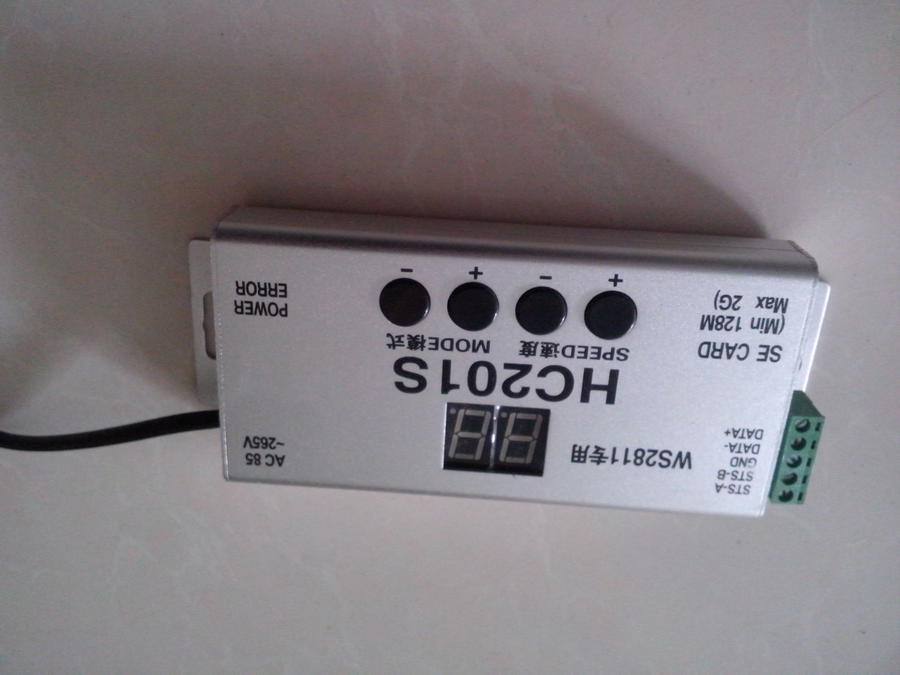 STS-A
STS-B
GND
DATA-
DATA+
WS2811专用
AC 85
~265V
HC201S
SE CARD
(Min 128M
Max 2G)
SPEED速度
MODE模式
+
-
+
-
POWER
ERROR